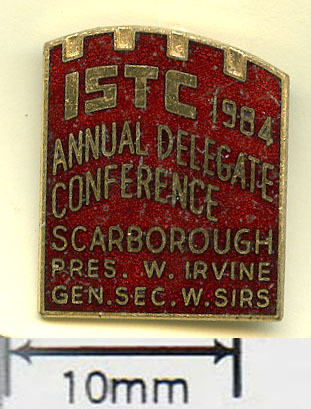 ISTC 1984
ANNUAL DELEGATE
CONFERENCE
SCARBOROUGH
PRES. W. IRVINE
GEN.SEC. W. SIRS
10mm